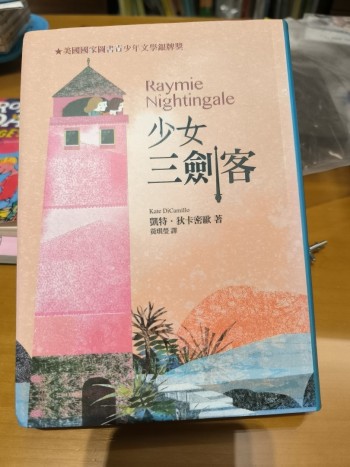 ★美國國家圖書青少年文學銀牌獎
Raymie
Nightingale
少女
三劍客
Kate DiCamillo
凱特・狄卡密歐 著